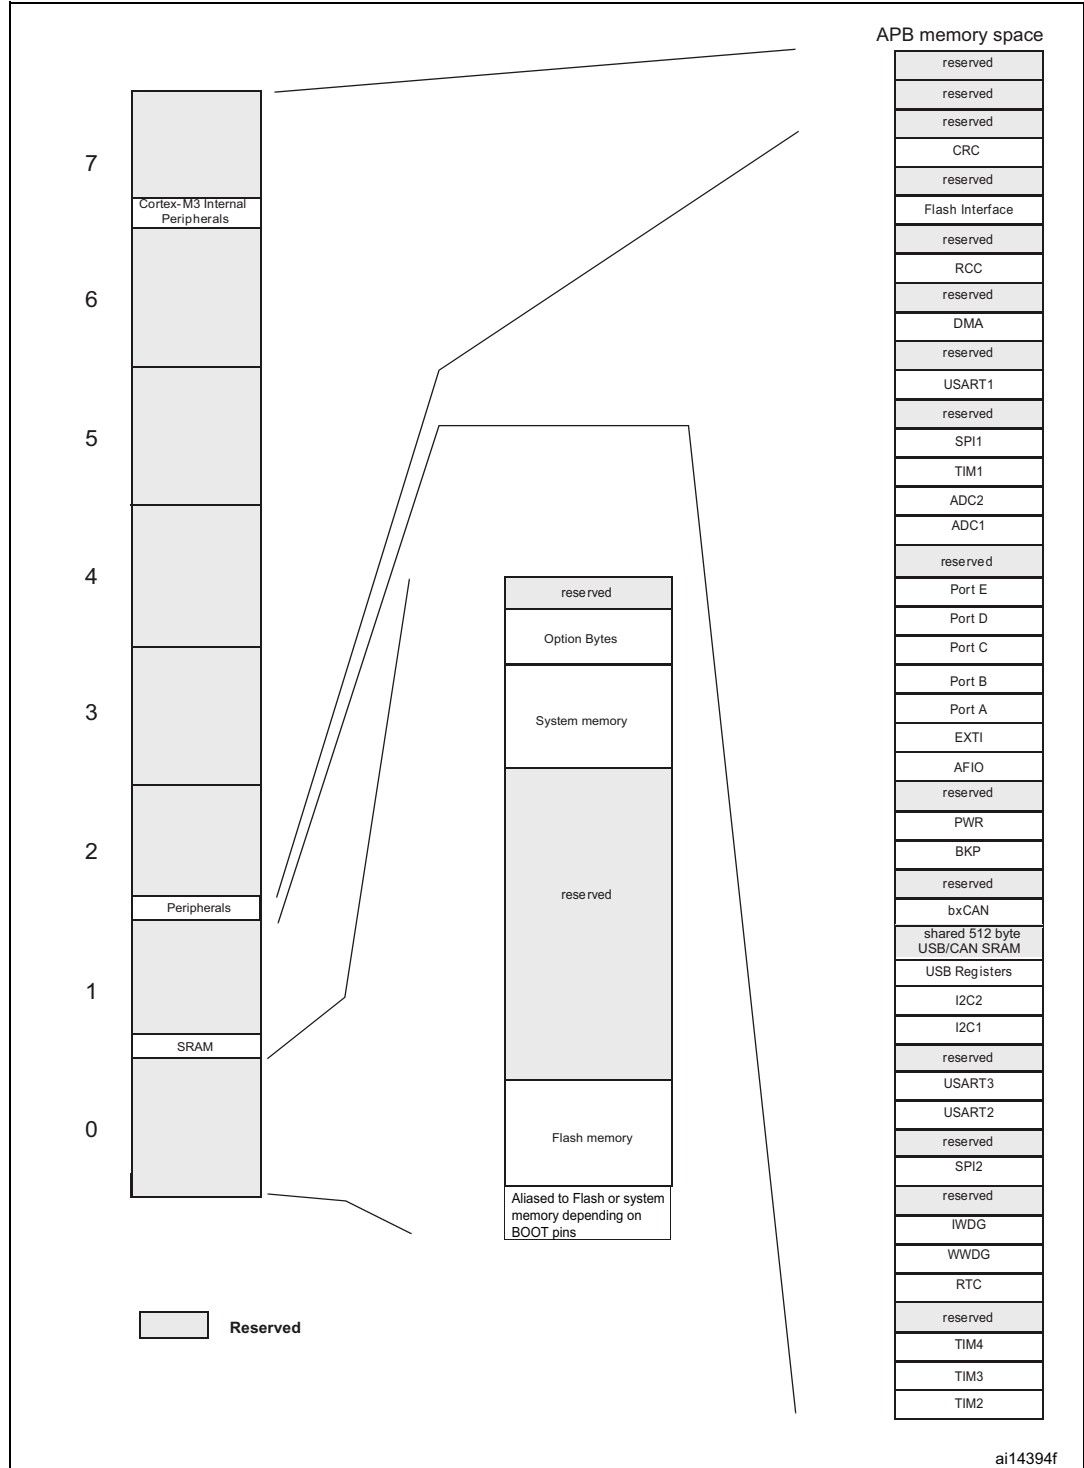 APB memory space
reserved
reserved
reserved
CRC
reserved
Flash Interface
reserved
RCC
reserved
DMA
reserved
USART1
reserved
SPI1
TIM1
ADC2
ADC1
reserved
Port E
Port D
Port C
Port B
Port A
EXTI
AFIO
reserved
PWR
BKP
reserved
bxCAN
shared 512 byte
USB/CAN SRAM
USB Registers
I2C2
I2C1
reserved
USART3
USART2
reserved
SPI2
reserved
IWDG
WWDG
RTC
reserved
TIM4
TIM3
TIM2
7
Cortex-M3 Internal
Peripherals
6
5
4
3
2
Peripherals
1
SRAM
0
reserved
Option Bytes
System memory
reserved
Flash memory
Aliased to Flash or system
memory depending on
BOOT pins
Reserved
ai14394f